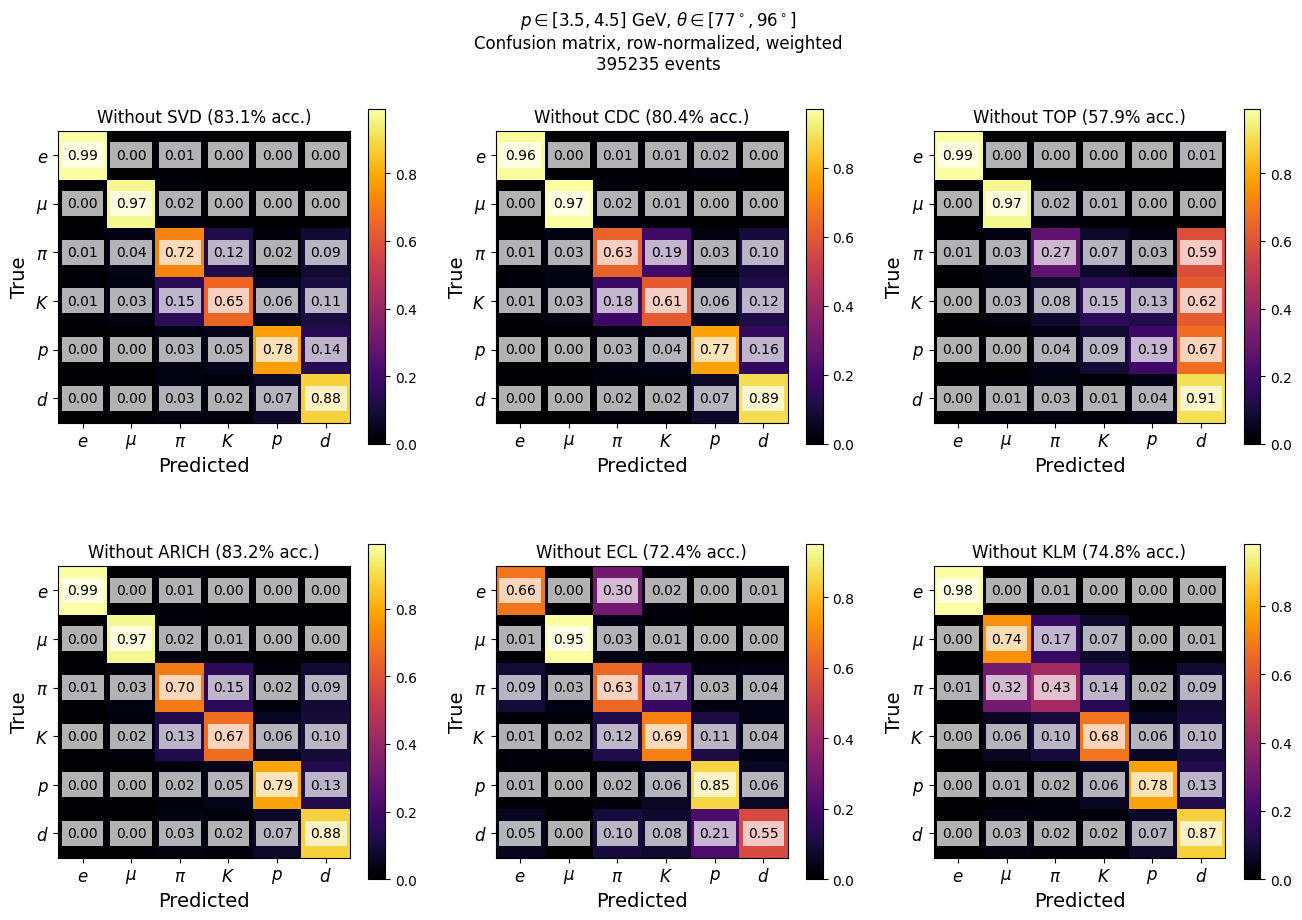 p ∈ [3.5, 4.5] GeV, θ ∈ [77°, 96°]
Confusion matrix, row-normalized, weighted
395235 events
Without SVD (83.1% acc.)
e 0.99 0.00 0.01 0.00 0.00 0.00
μ 0.00 0.97 0.02 0.00 0.00 0.00
π 0.01 0.04 0.72 0.12 0.02 0.09
K 0.01 0.03 0.15 0.65 0.06 0.11
p 0.00 0.00 0.03 0.05 0.78 0.14
d 0.00 0.00 0.03 0.02 0.07 0.88
e μ π K p d
True
Predicted
0.8
0.6
0.4
0.2
0.0
Without CDC (80.4% acc.)
e 0.96 0.00 0.01 0.01 0.02 0.00
μ 0.00 0.97 0.02 0.01 0.00 0.00
π 0.01 0.03 0.63 0.19 0.03 0.10
K 0.01 0.03 0.18 0.61 0.06 0.12
p 0.00 0.00 0.03 0.04 0.77 0.16
d 0.00 0.00 0.02 0.02 0.07 0.89
e μ π K p d
True
Predicted
0.8
0.6
0.4
0.2
0.0
Without TOP (57.9% acc.)
e 0.99 0.00 0.00 0.00 0.00 0.01
μ 0.00 0.97 0.02 0.01 0.00 0.00
π 0.01 0.03 0.27 0.07 0.03 0.59
K 0.00 0.03 0.08 0.15 0.13 0.62
p 0.00 0.00 0.04 0.09 0.19 0.67
d 0.00 0.01 0.03 0.01 0.04 0.91
e μ π K p d
True
Predicted
0.8
0.6
0.4
0.2
0.0
Without ARICH (83.2% acc.)
e 0.99 0.00 0.01 0.00 0.00 0.00
μ 0.00 0.97 0.02 0.01 0.00 0.00
π 0.01 0.03 0.70 0.15 0.02 0.09
K 0.00 0.02 0.13 0.67 0.06 0.10
p 0.00 0.00 0.02 0.05 0.79 0.13
d 0.00 0.00 0.03 0.02 0.07 0.88
e μ π K p d
True
Predicted
0.8
0.6
0.4
0.2
0.0
Without ECL (72.4% acc.)
e 0.66 0.00 0.30 0.02 0.00 0.01
μ 0.01 0.95 0.03 0.01 0.00 0.00
π 0.09 0.03 0.63 0.17 0.03 0.04
K 0.01 0.02 0.12 0.69 0.11 0.04
p 0.01 0.00 0.02 0.06 0.85 0.06
d 0.05 0.00 0.10 0.08 0.21 0.55
e μ π K p d
True
Predicted
0.8
0.6
0.4
0.2
0.0
Without KLM (74.8% acc.)
e 0.98 0.00 0.01 0.00 0.00 0.00
μ 0.00 0.74 0.17 0.07 0.00 0.01
π 0.01 0.32 0.43 0.14 0.02 0.09
K 0.00 0.06 0.10 0.68 0.06 0.10
p 0.00 0.01 0.02 0.06 0.78 0.13
d 0.00 0.03 0.02 0.02 0.07 0.87
e μ π K p d
True
Predicted
0.8
0.6
0.4
0.2
0.0